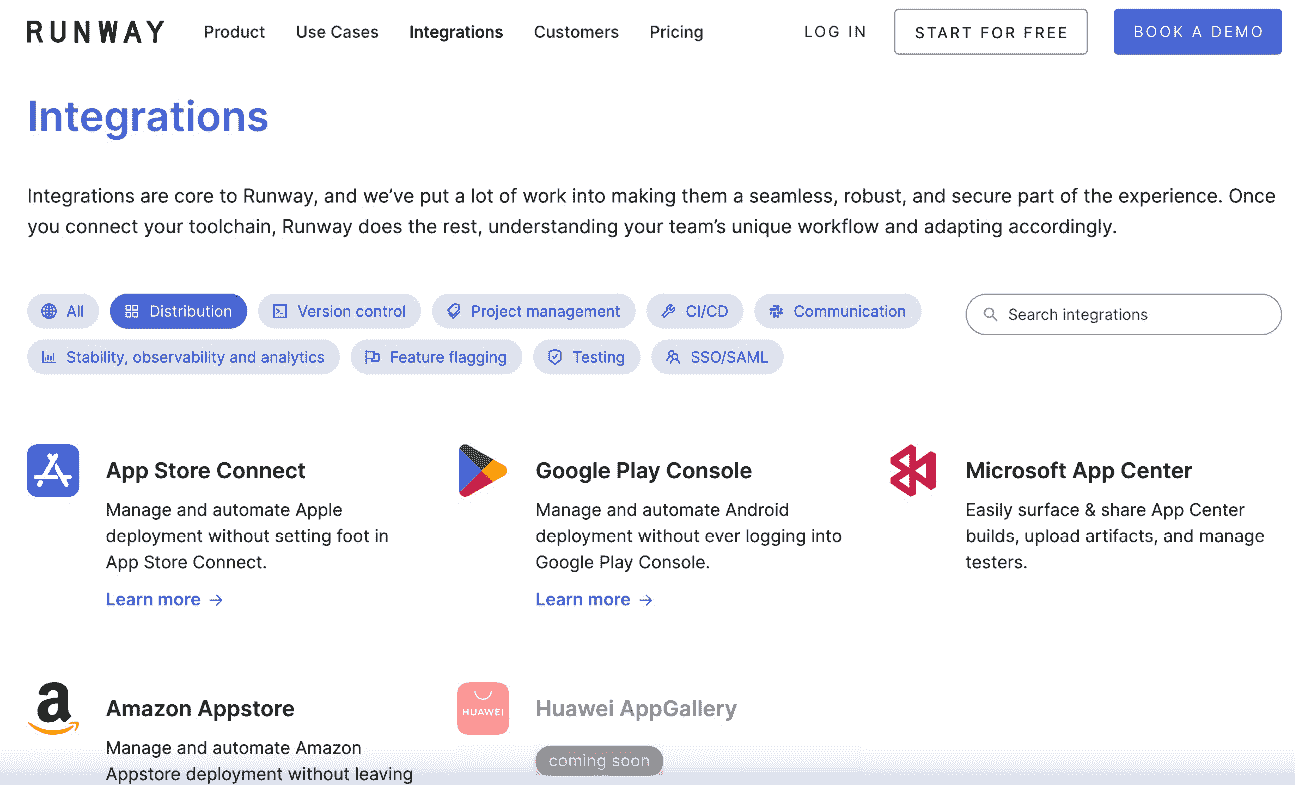 RUNWAY Product Use Cases Integrations Customers Pricing LOG IN START FOR FREE BOOK A DEMO
Integrations
Integrations are core to Runway, and we’ve put a lot of work into making them a seamless, robust, and secure part of the experience. Once
you connect your toolchain, Runway does the rest, understanding your team’s unique workflow and adapting accordingly.
All Distribution Version control Project management CI/CD Communication Search integrations
Stability, observability and analytics Feature flagging Testing SSO/SAML
App Store Connect
Manage and automate Apple
deployment without setting foot in
App Store Connect.
Learn more →
Google Play Console
Manage and automate Android
deployment without ever logging into
Google Play Console.
Learn more →
Microsoft App Center
Easily surface & share App Center
builds, upload artifacts, and manage
testers.
Amazon Appstore
Manage and automate Amazon
Appstore deployment without leaving
HUAWEI
Huawei AppGallery
coming soon